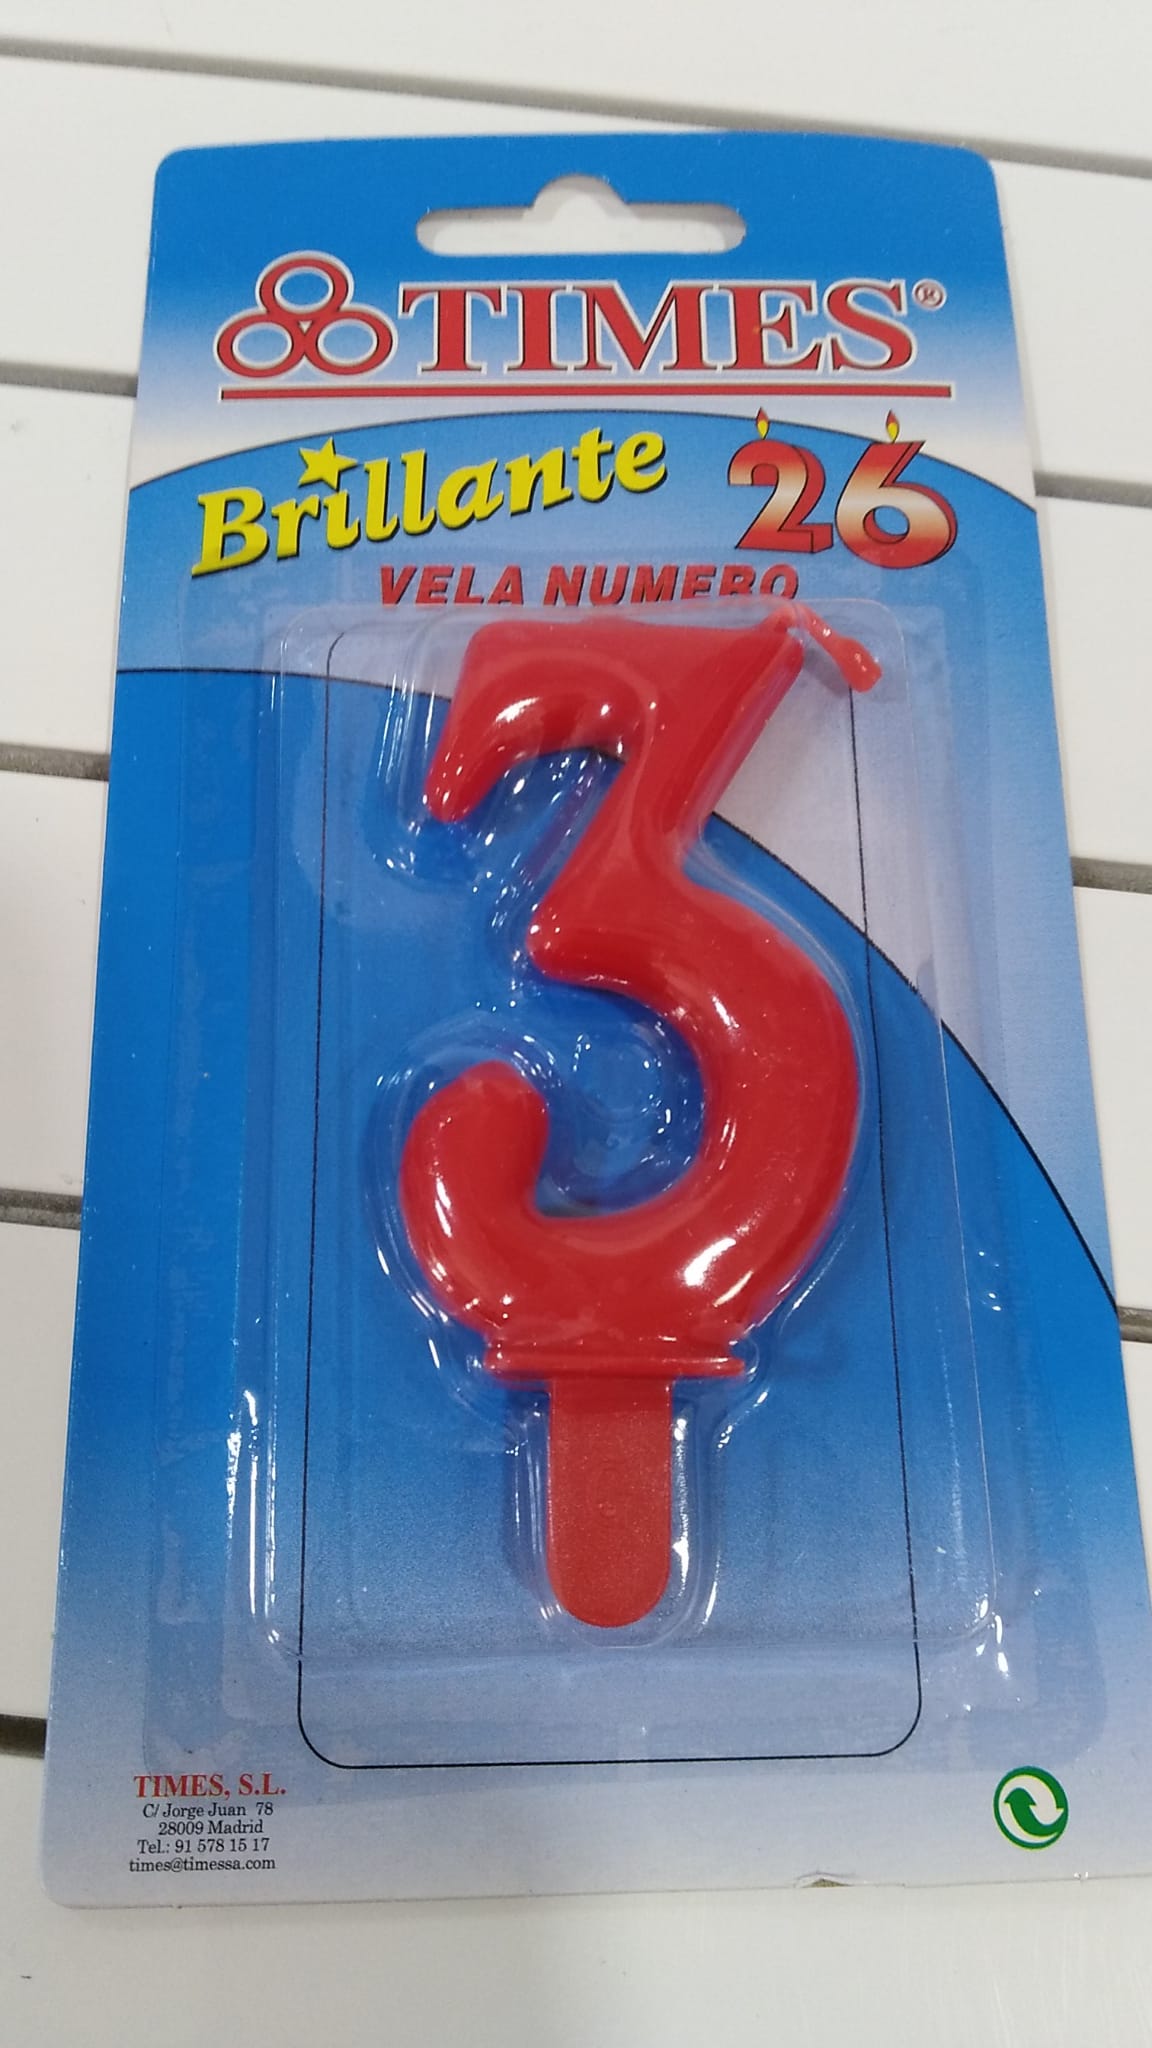 TIMES®
Brillante 26
VELA NUMERO
3
TIMES, S.L.
C/ Jorge Juan 78
28009 Madrid
Tel.: 91 578 15 17
times@timessa.com